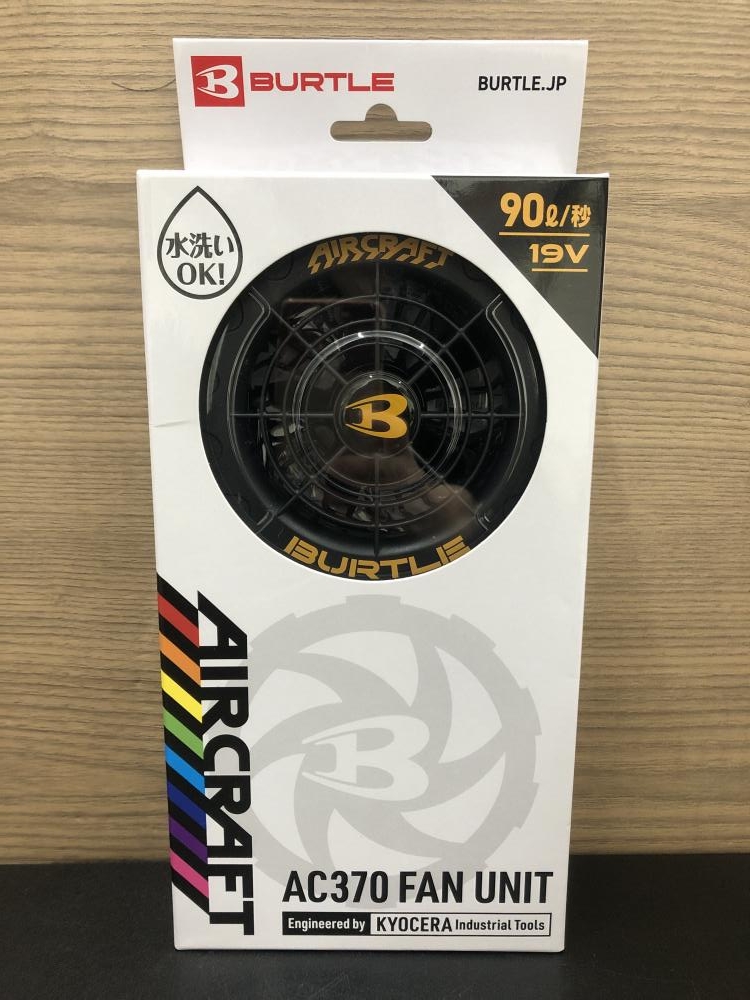 BURTLE
BURTLE.JP
水洗い
OK!
90ℓ/秒
19V
AIRCRAFT
B
BURTLE
AIRCRAFT
AC370 FAN UNIT
Engineered by KYOCERA Industrial Tools